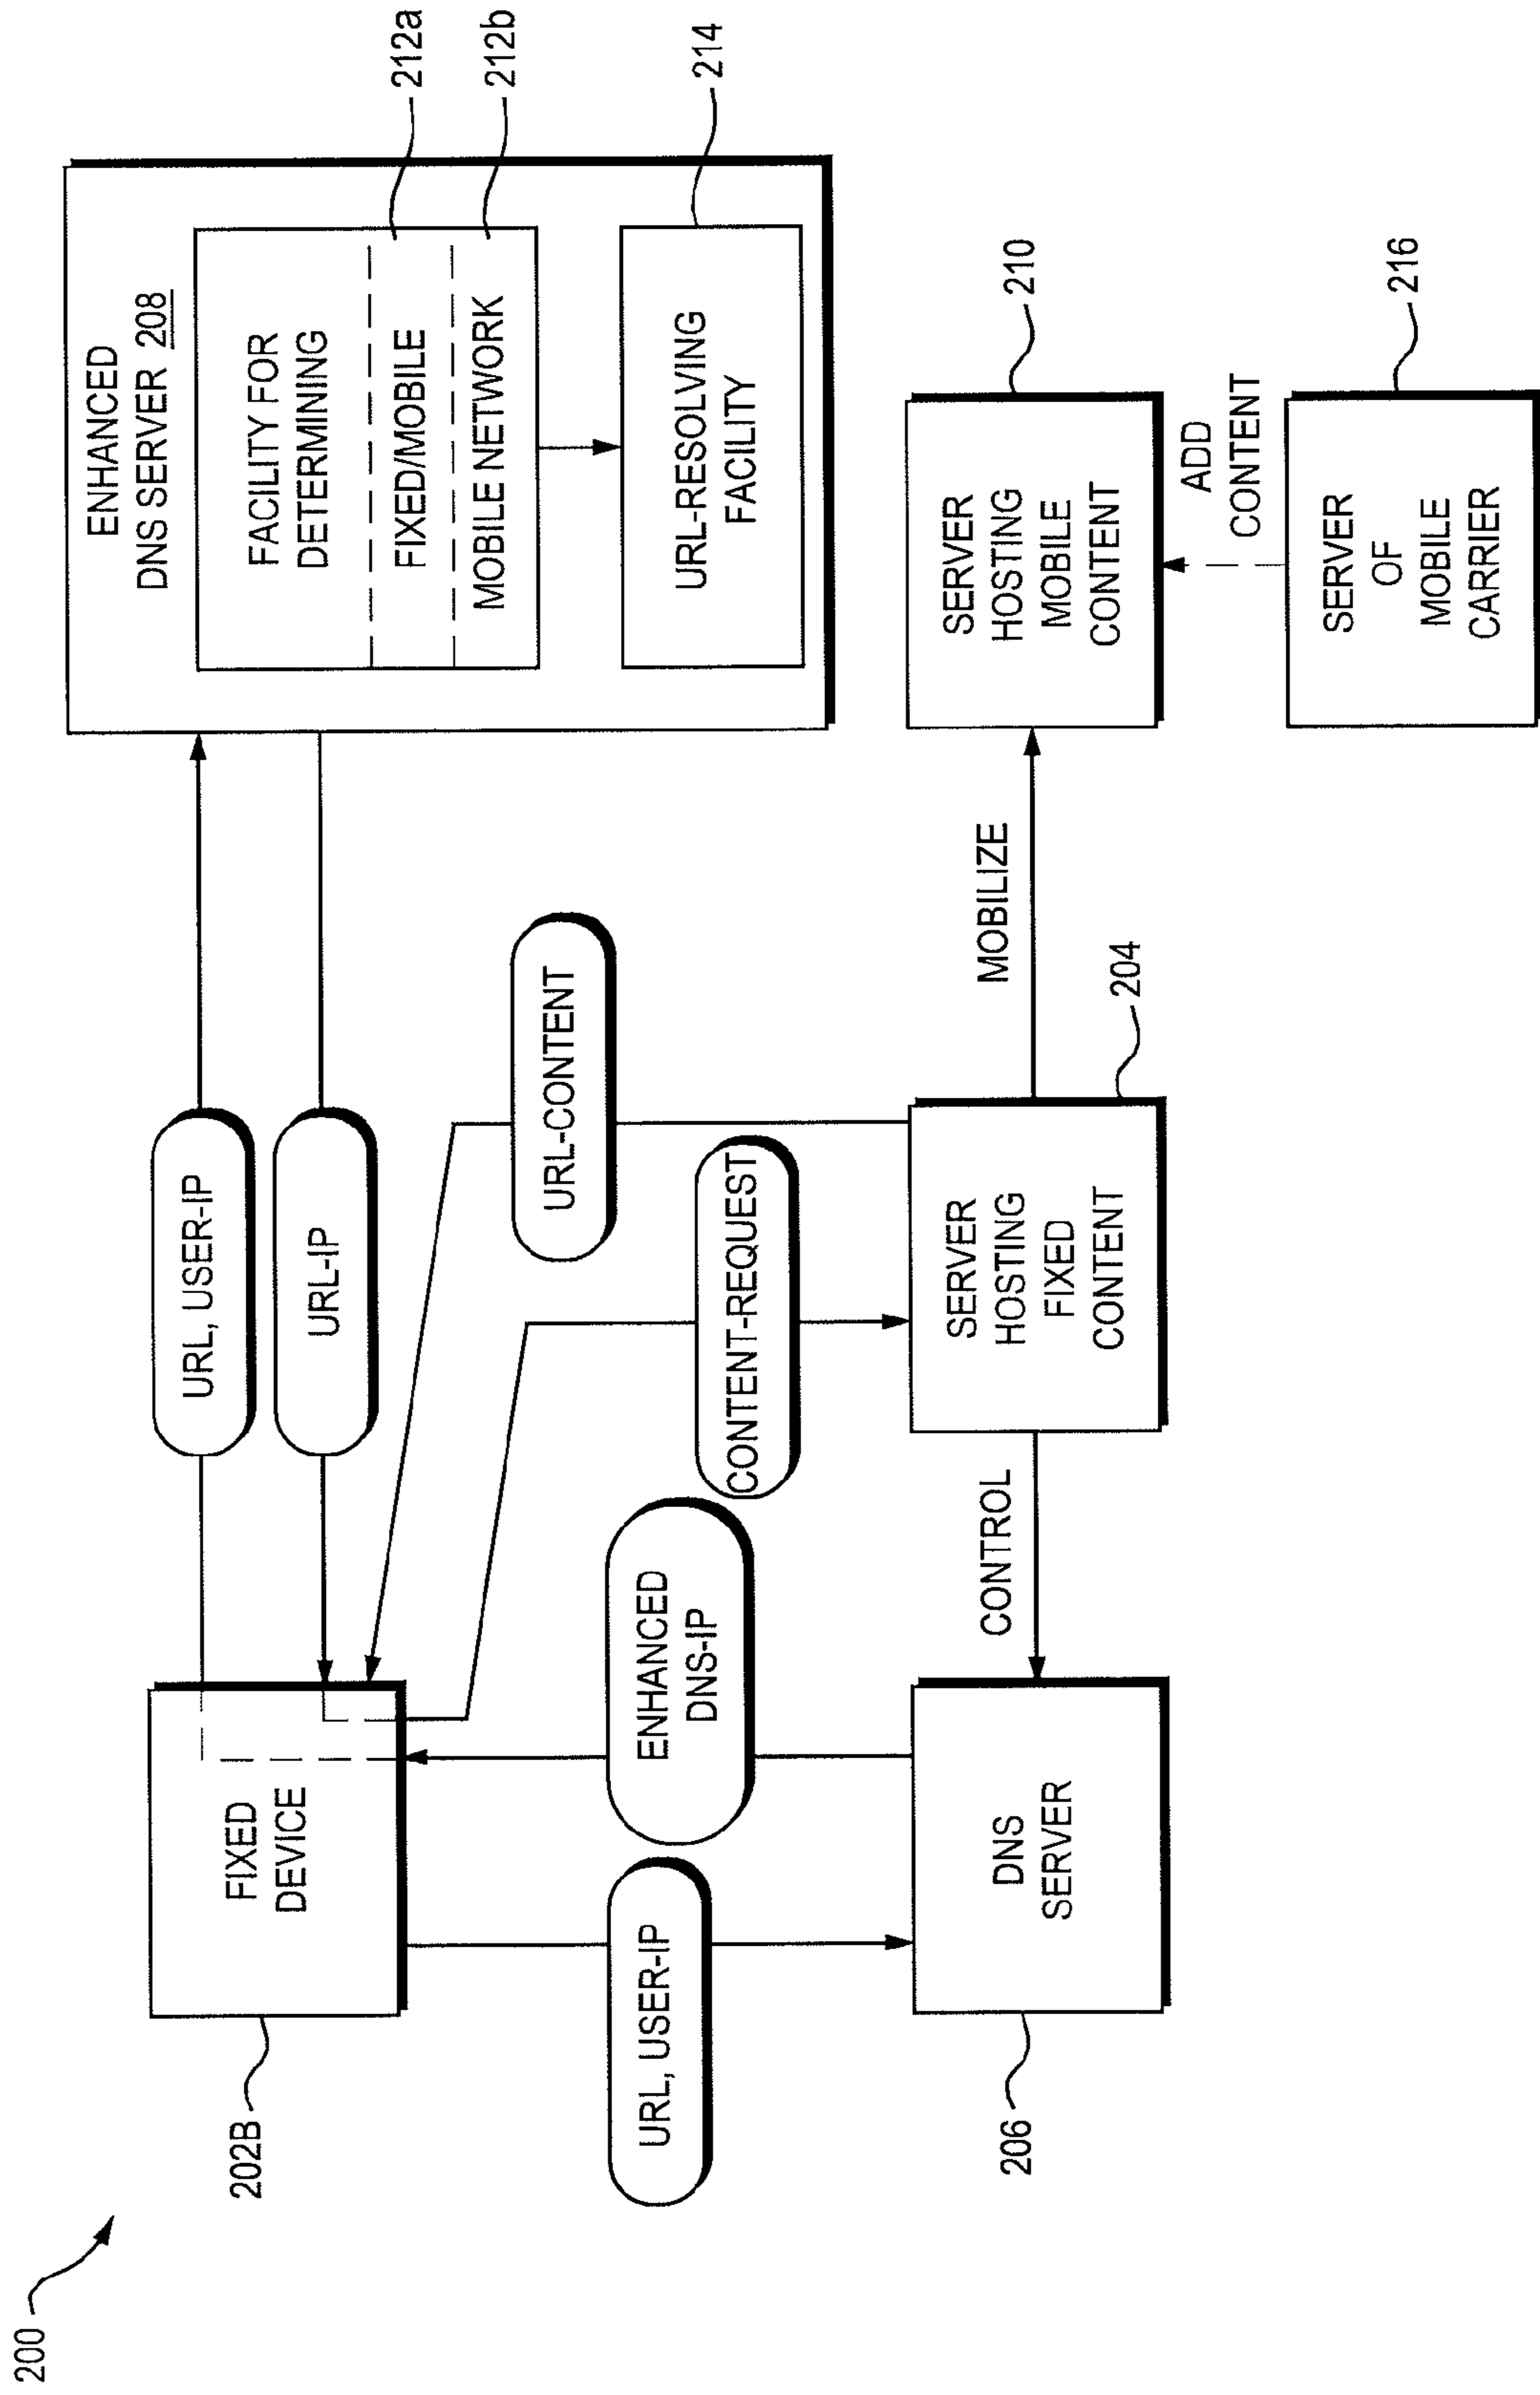 200
202B
FIXED
DEVICE
URL, USER-IP
URL-IP
ENHANCED
DNS SERVER 208
FACILITY FOR
DETERMINING
FIXED/MOBILE
MOBILE NETWORK
212a
212b
URL-RESOLVING
FACILITY
214
URL-CONTENT
CONTENT-REQUEST
ENHANCED
DNS-IP
URL, USER-IP
206
DNS
SERVER
CONTROL
SERVER
HOSTING
FIXED
CONTENT
204
MOBILIZE
SERVER
HOSTING
MOBILE
CONTENT
210
ADD
CONTENT
SERVER
OF
MOBILE
CARRIER
216